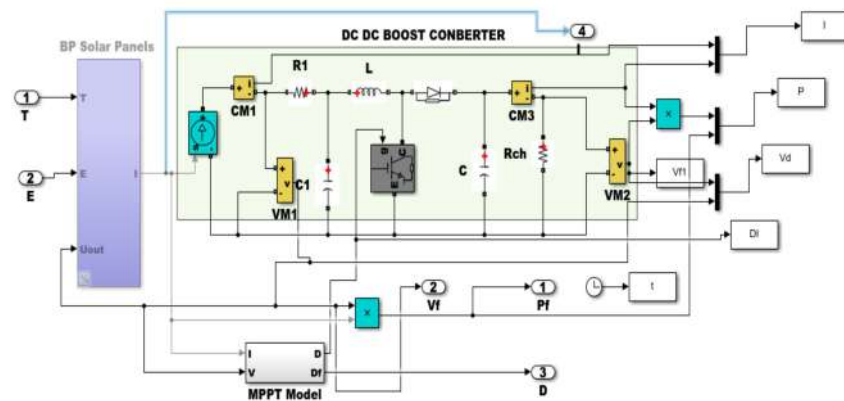 DC DC BOOST CONBERTER
4
I
I
BP Solar Panels
R1
L
1
T
T
CM1
CM3
P
2
E
E
I
g
C
E
C1
VM1
C
Rch
VM2
Vf1
Vd
Uout
DI
2
Vf
1
Pf
t
I
V
D
Df
MPPT Model
3
D